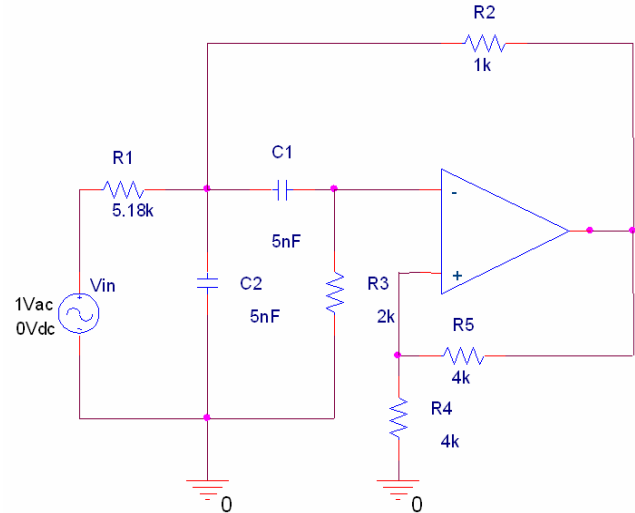 R2
1k
R1
5.18k
C1
5nF
-
+
Vin
1Vac
0Vdc
C2
5nF
R3
2k
R5
4k
R4
4k
0
0